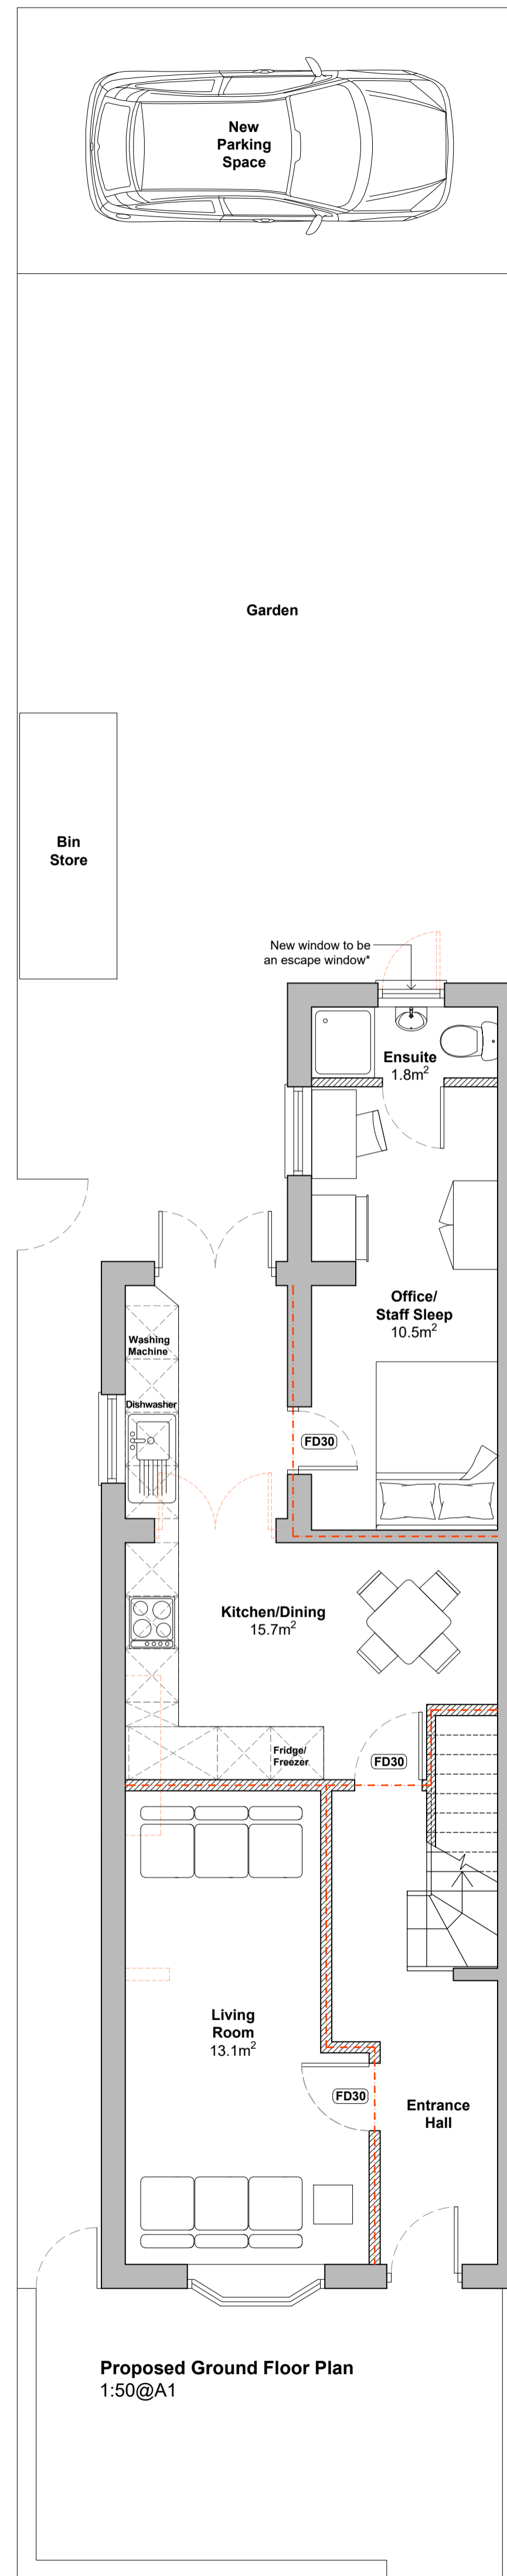 New
Parking
Space
Garden
Bin
Store
New window to be
an escape window*
Ensuite
1.8m²
Office/
Staff Sleep
10.5m²
Washing
Machine
Dishwasher
FD30
Kitchen/Dining
15.7m²
Fridge/
Freezer
FD30
Living
Room
13.1m²
FD30
Entrance
Hall
Proposed Ground Floor Plan
1:50@A1